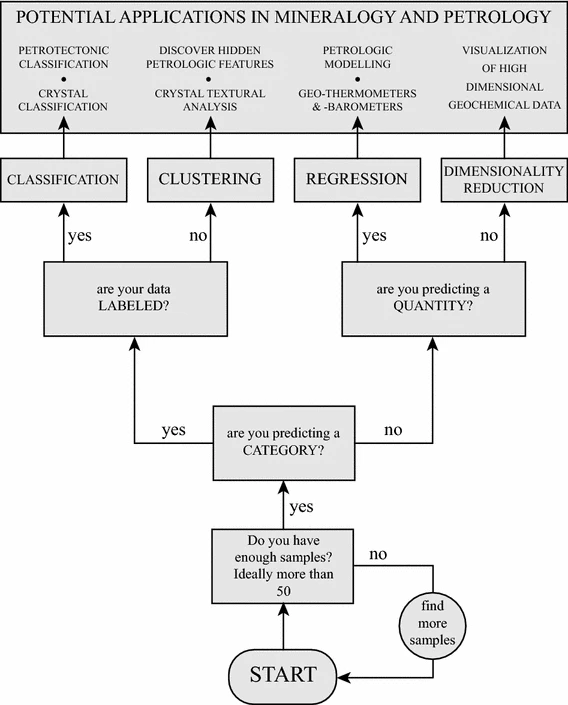 POTENTIAL APPLICATIONS IN MINERALOGY AND PETROLOGY
PETROTECTONIC
CLASSIFICATION
•
CRYSTAL
CLASSIFICATION
DISCOVER HIDDEN
PETROLOGIC FEATURES
•
CRYSTAL TEXTURAL
ANALYSIS
PETROLOGIC
MODELLING
•
GEO-THERMOMETERS
& -BAROMETERS
VISUALIZATION
OF HIGH
DIMENSIONAL
GEOCHEMICAL DATA
CLASSIFICATION
CLUSTERING
REGRESSION
DIMENSIONALITY
REDUCTION
yes
no
yes
no
are your data
LABELED?
are you predicting a
QUANTITY?
yes
are you predicting a
CATEGORY?
no
yes
Do you have
enough samples?
Ideally more than
50
no
find
more
samples
START